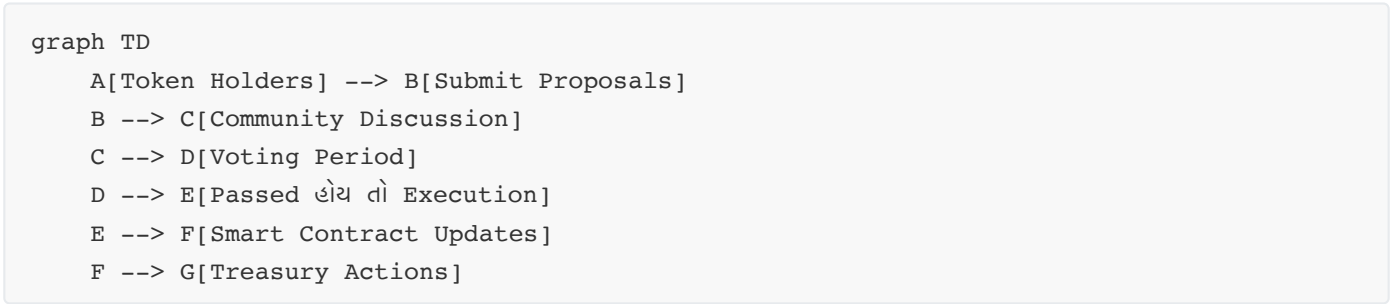 graph TD
A[Token Holders] --> B[Submit Proposals]
B --> C[Community Discussion]
C --> D[Voting Period]
D --> E[Passed હોય તો Execution]
E --> F[Smart Contract Updates]
F --> G[Treasury Actions]